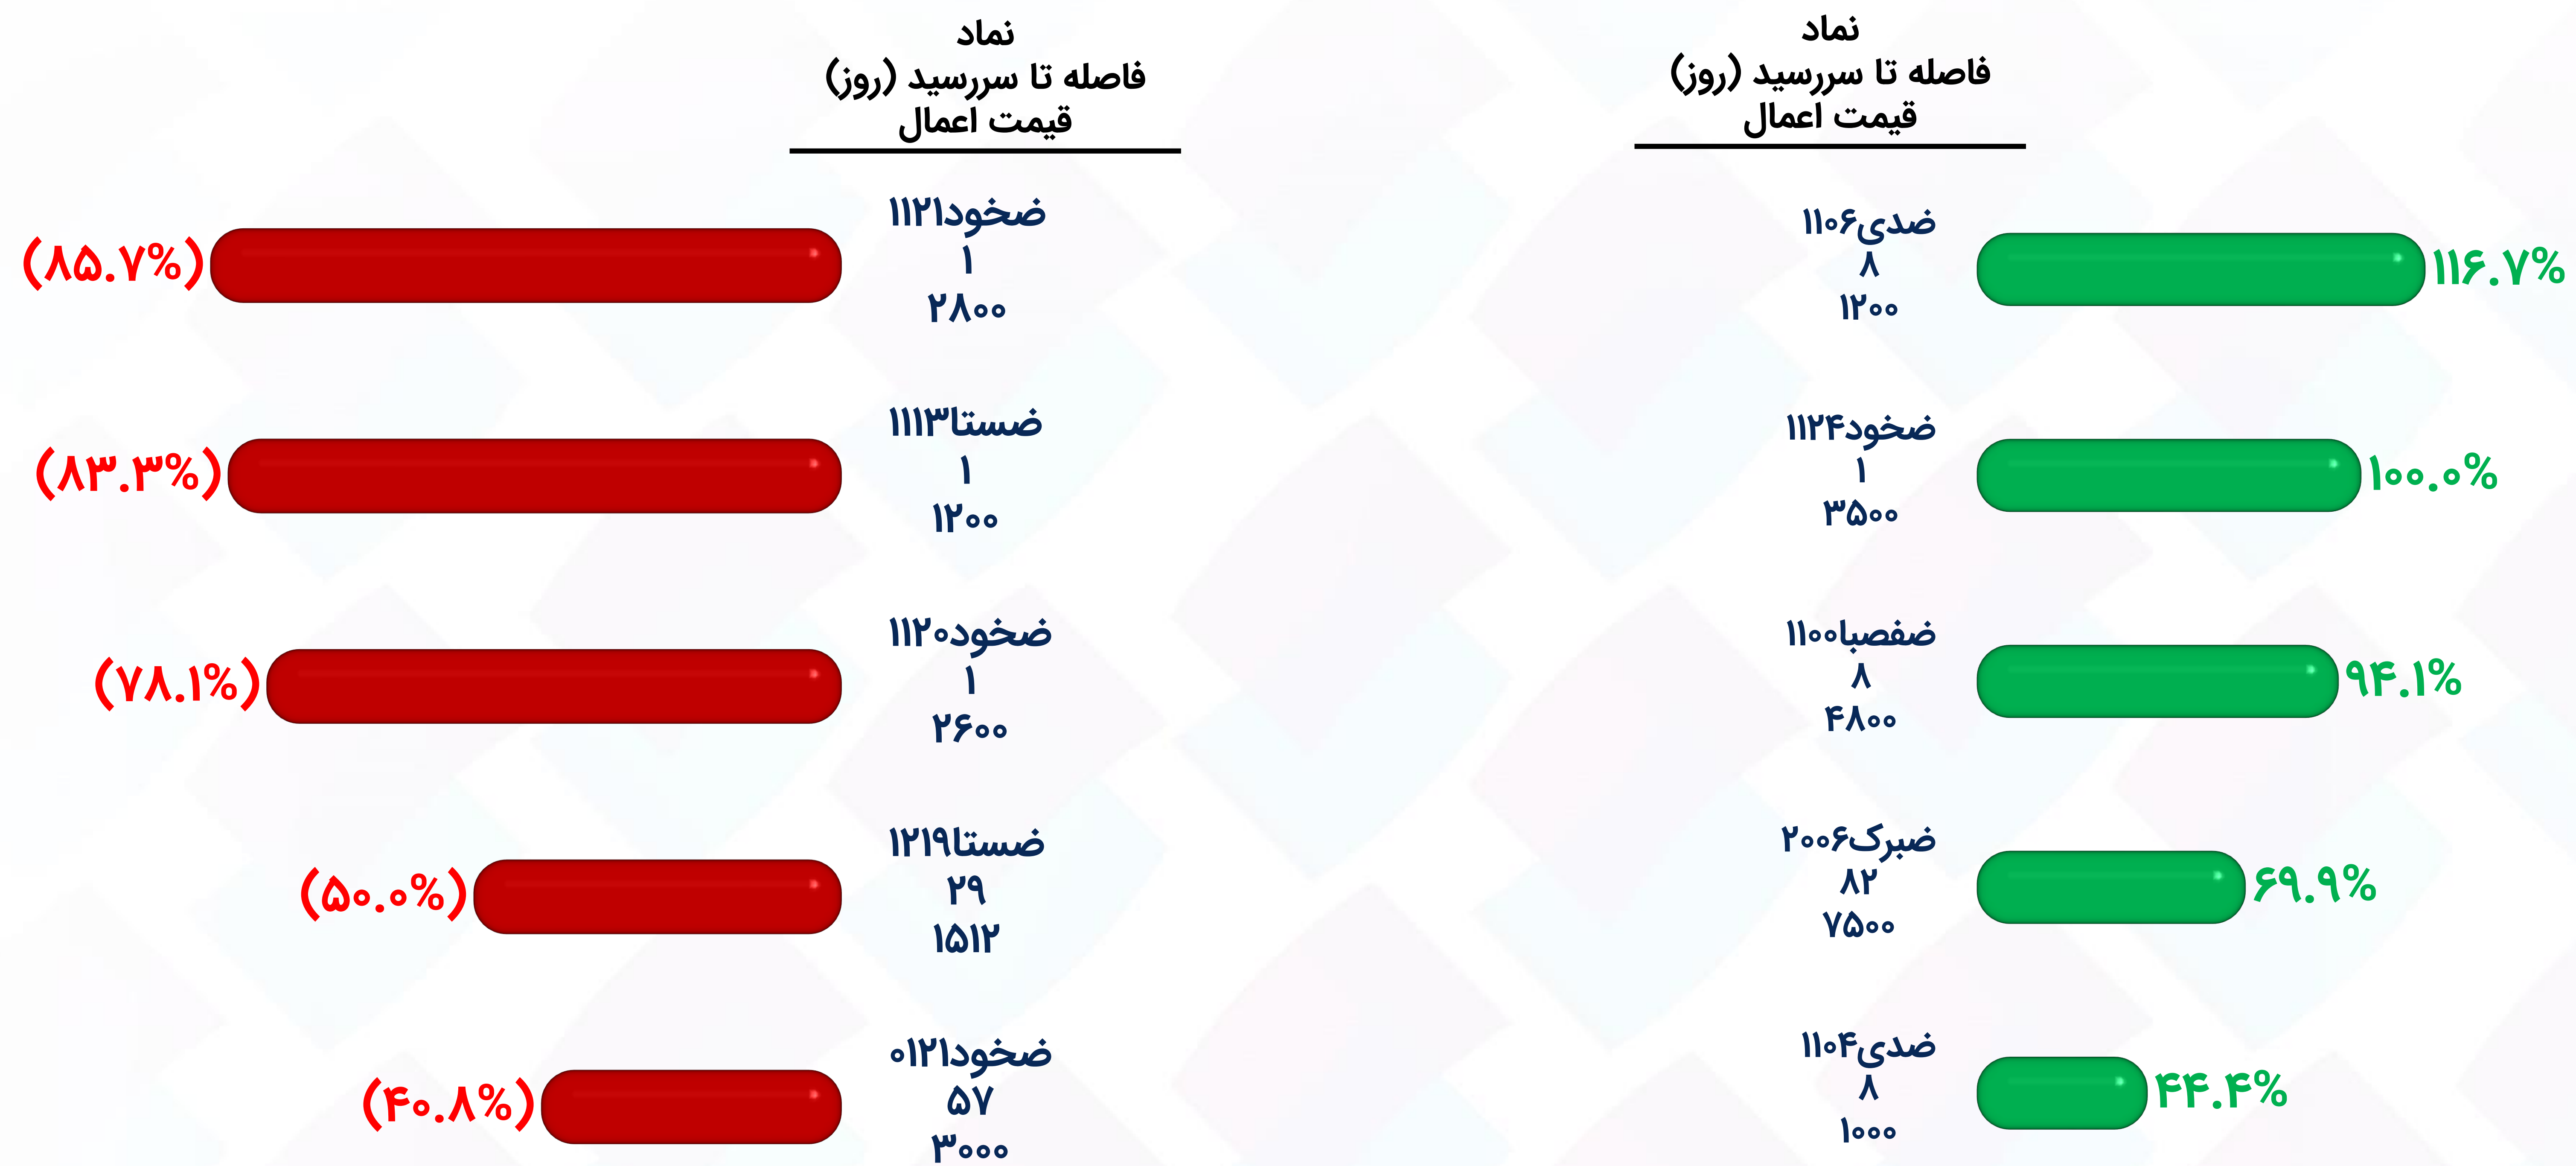 نماد
فاصله تا سررسید (روز)
قیمت اعمال
ضدی۱۱۰۶
۸
۱۲۰۰
۱۱۶.۷%
ضخود۱۱۲۴
۱
۳۵۰۰
۱۰۰.۰%
ضفصبا۱۱۰۰
۸
۴۸۰۰
۹۴.۱%
ضبرک۲۰۰۶
۸۲
۷۵۰۰
۶۹.۹%
ضدی۱۱۰۴
۸
۱۰۰۰
۴۴.۴%
نماد
فاصله تا سررسید (روز)
قیمت اعمال
ضخود۱۱۲۱
۱
۲۸۰۰
(۸۵.۷%)
ضستا۱۱۱۳
۱
۱۲۰۰
(۸۳.۳%)
ضخود۱۱۲۰
۱
۲۶۰۰
(۷۸.۱%)
ضستا۱۲۱۹
۲۹
۱۵۱۲
(۵۰.۰%)
ضخود۰۱۲۱
۵۷
۳۰۰۰
(۴۰.۸%)